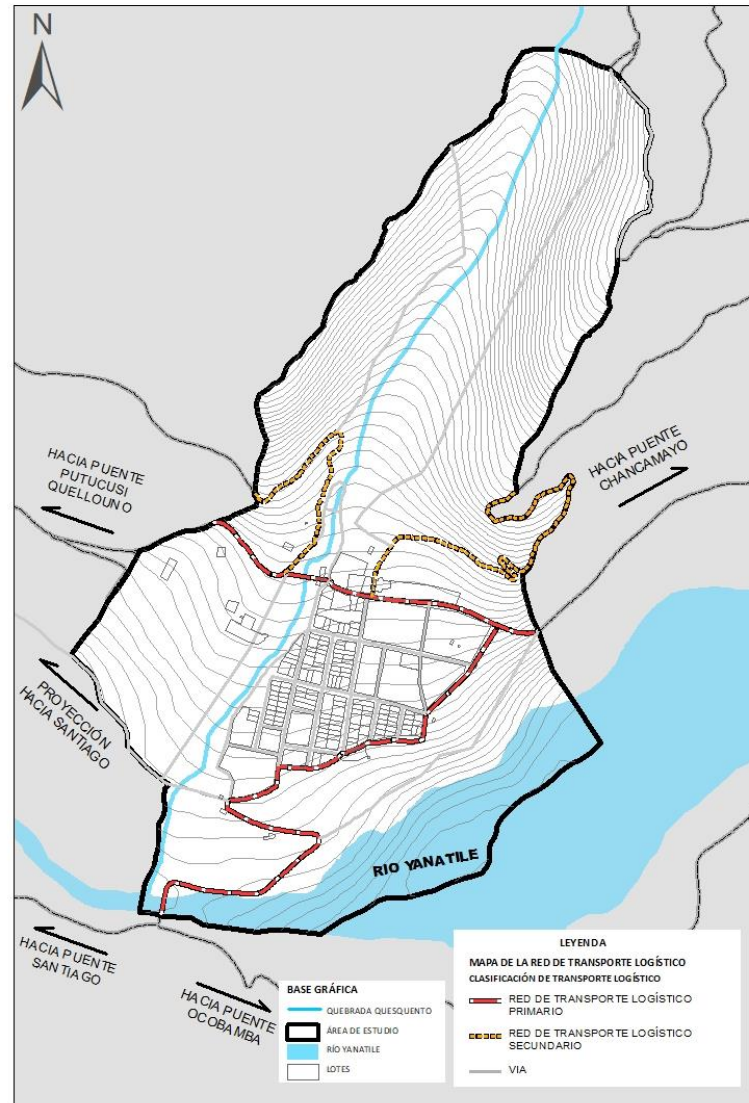 N
HACIA PUENTE
PUTUCUSI
QUELLOUNO
HACIA PUENTE
CHANCAMAYO
PROYECCIÓN
HACIA SANTIAGO
RIO YANATILE
HACIA PUENTE
SANTIAGO
HACIA PUENTE
OCOBAMBA
BASE GRÁFICA
QUEBRADA QUESQUENTO
ÁREA DE ESTUDIO
RÍO YANATILE
LOTES
LEYENDA
MAPA DE LA RED DE TRANSPORTE LOGÍSTICO
CLASIFICACIÓN DE TRANSPORTE LOGÍSTICO
RED DE TRANSPORTE LOGÍSTICO
PRIMARIO
RED DE TRANSPORTE LOGÍSTICO
SECUNDARIO
VIA